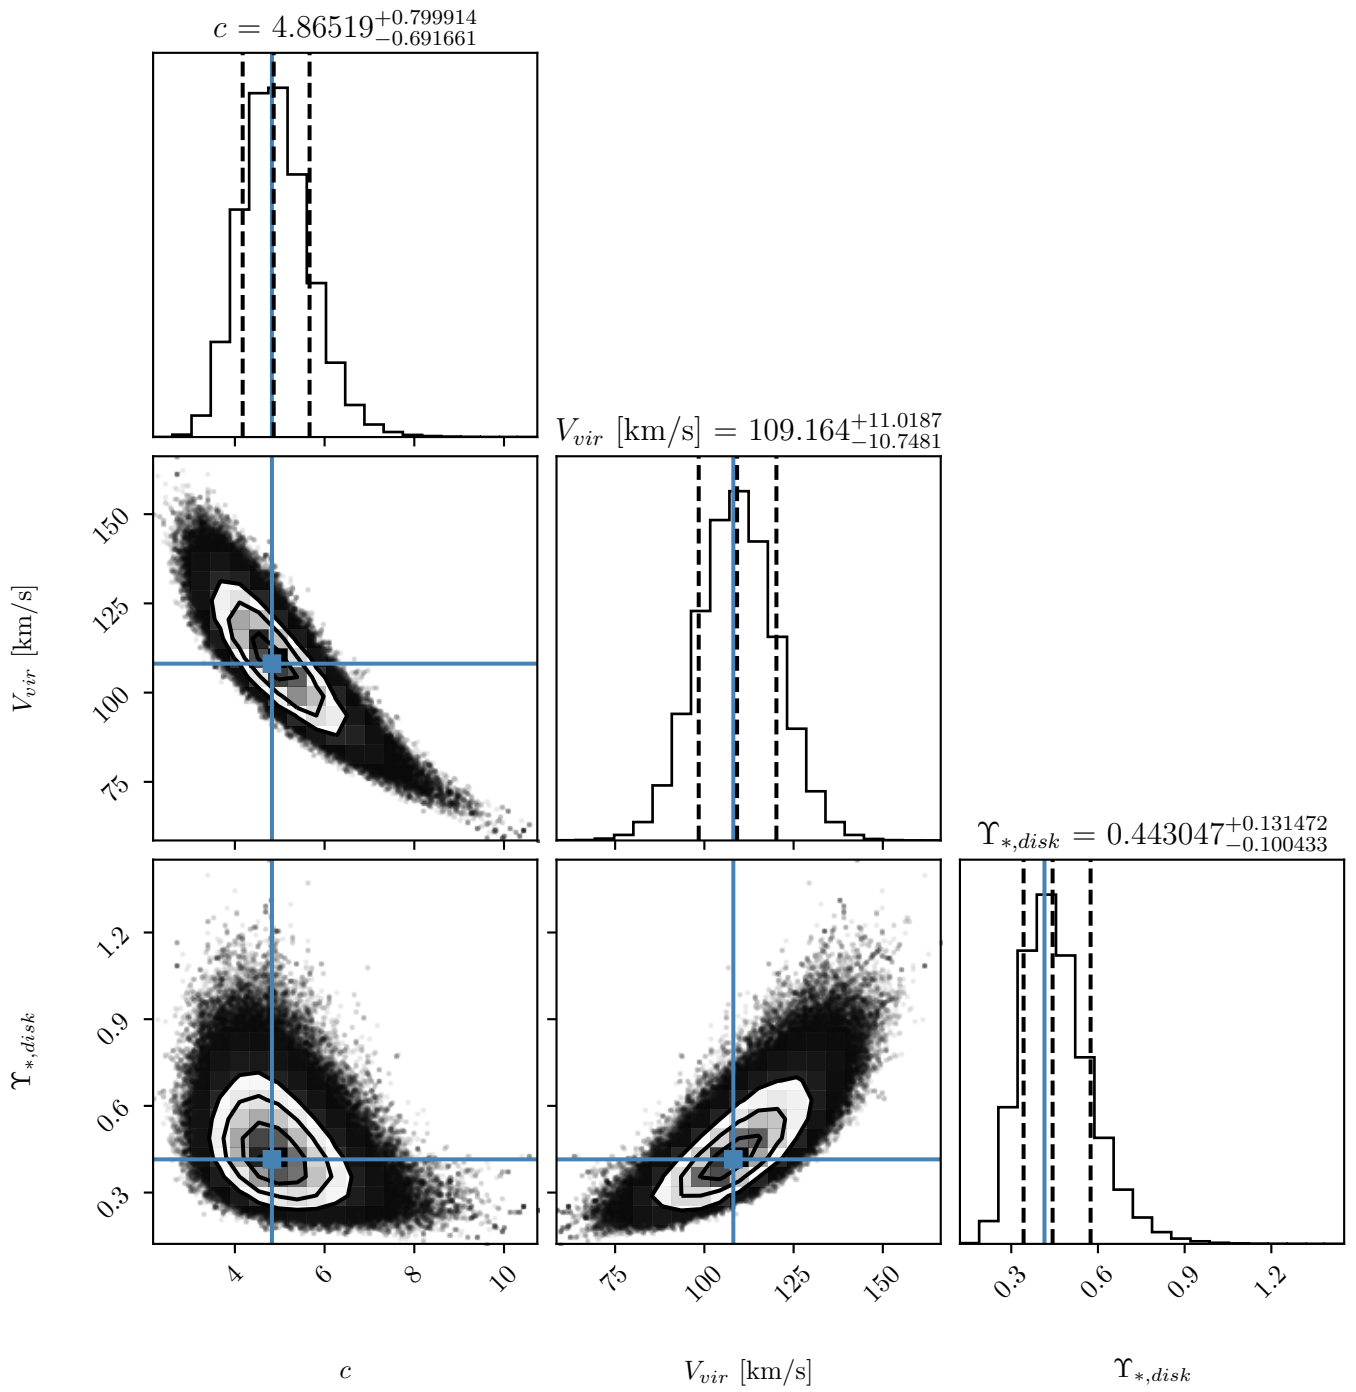 c = 4.86519^{+0.799914}_{-0.691661}
V_{vir} [km/s] = 109.164^{+11.0187}_{-10.7481}
150
125
100
75
V_{vir} [km/s]
Υ_{*,disk} = 0.443047^{+0.131472}_{-0.100433}
1.2
0.9
0.6
0.3
Υ_{*,disk}
4 6 8 10
75 100 125 150
0.3 0.6 0.9 1.2
c
V_{vir} [km/s]
Υ_{*,disk}